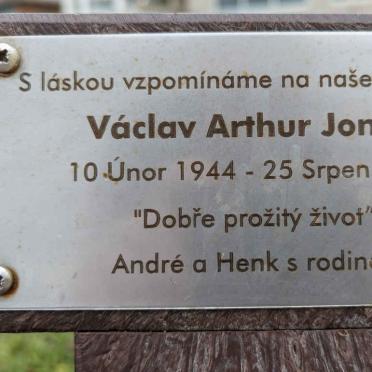 S láskou vzpomínáme na naše
Václav Arthur Jon
10 Únor 1944 - 25 Srpen
"Dobře prožitý život"
André a Henk s rodin